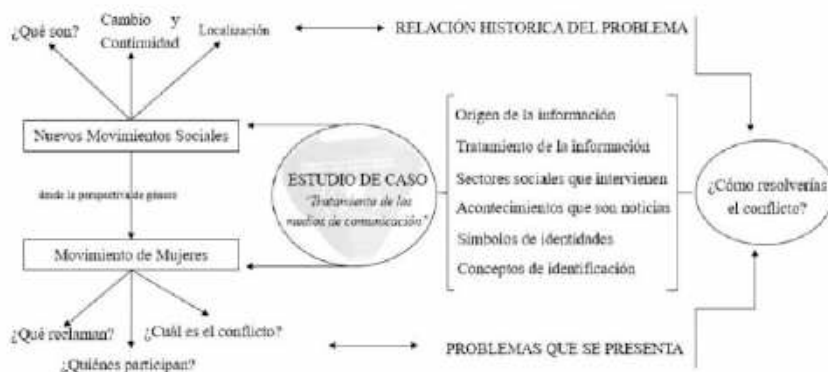 ¿Qué son?
Cambio y
Continuidad
Localización
RELACIÓN HISTORICA DEL PROBLEMA
Nuevos Movimientos Sociales
desde la perspectiva de género
Movimiento de Mujeres
¿Qué reclaman?
¿Cuál es el conflicto?
¿Quiénes participan?
ESTUDIO DE CASO
"Tratamiento de los
medios de comunicación"
Origen de la información
Tratamiento de la información
Sectores sociales que intervienen
Acontecimientos que son noticias
Símbolos de identidades
Conceptos de identificación
¿Cómo resolverías
el conflicto?
PROBLEMAS QUE SE PRESENTA